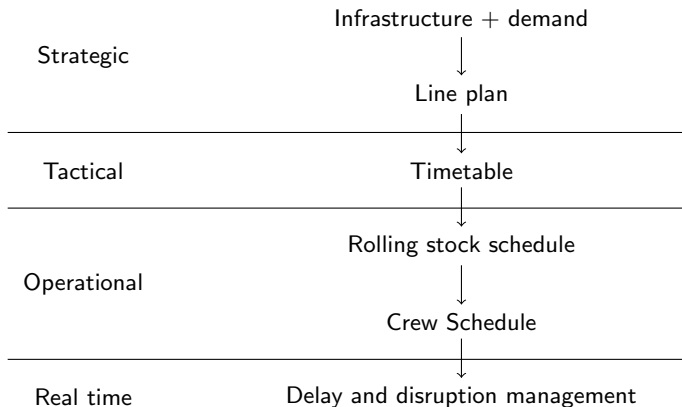 Infrastructure + demand
Strategic
Line plan
Tactical
Timetable
Rolling stock schedule
Operational
Crew Schedule
Real time
Delay and disruption management